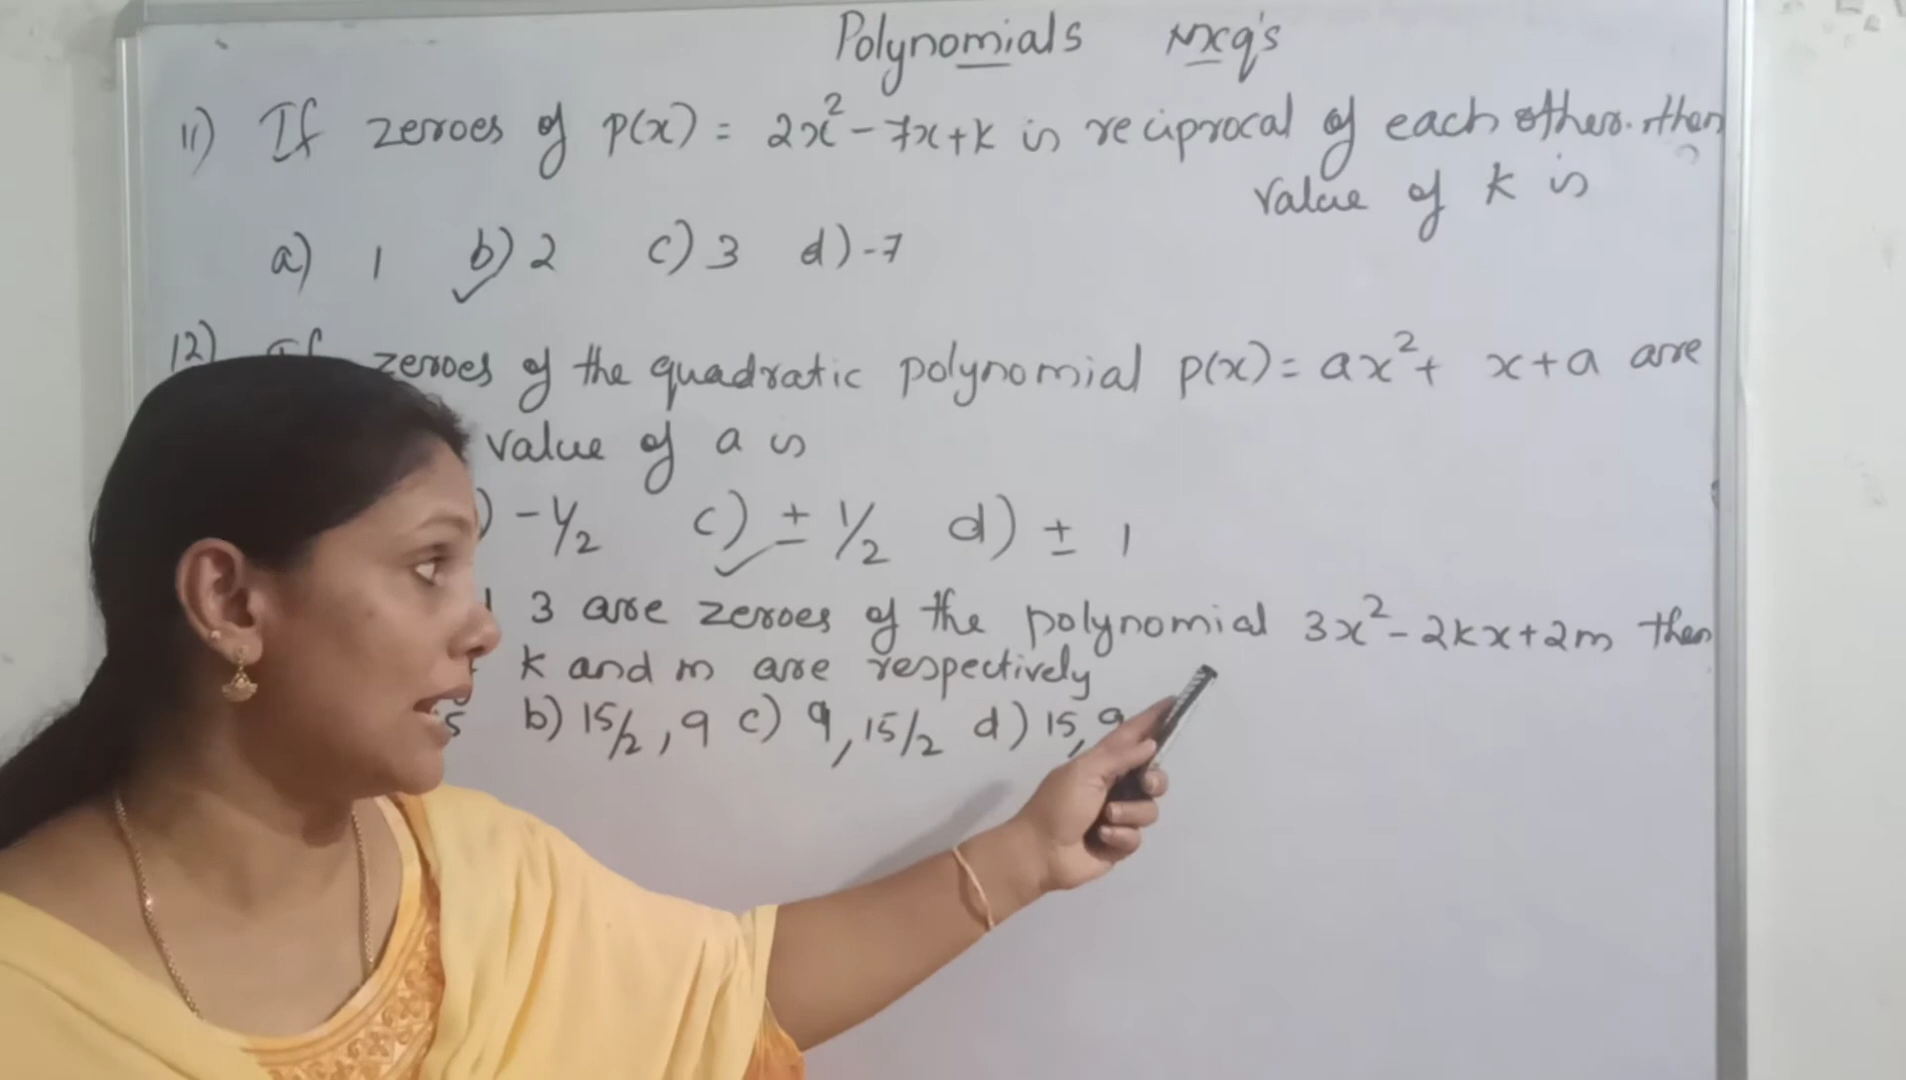 Polynomials MCq's
11) If zeroes of p(x) = 2x² - 7x + k is reciprocal of each other. then
value of k is
a) 1 b) 2 c) 3 d) -7
12) If zeroes of the quadratic polynomial p(x) = ax² + x + a are
value of a is
) -1/2 c) ± 1/2 d) ± 1
3 are zeroes of the polynomial 3x² - 2kx + 2m then
k and m are respectively
5 b) 15/2, 9 c) 9, 15/2 d) 15, 9